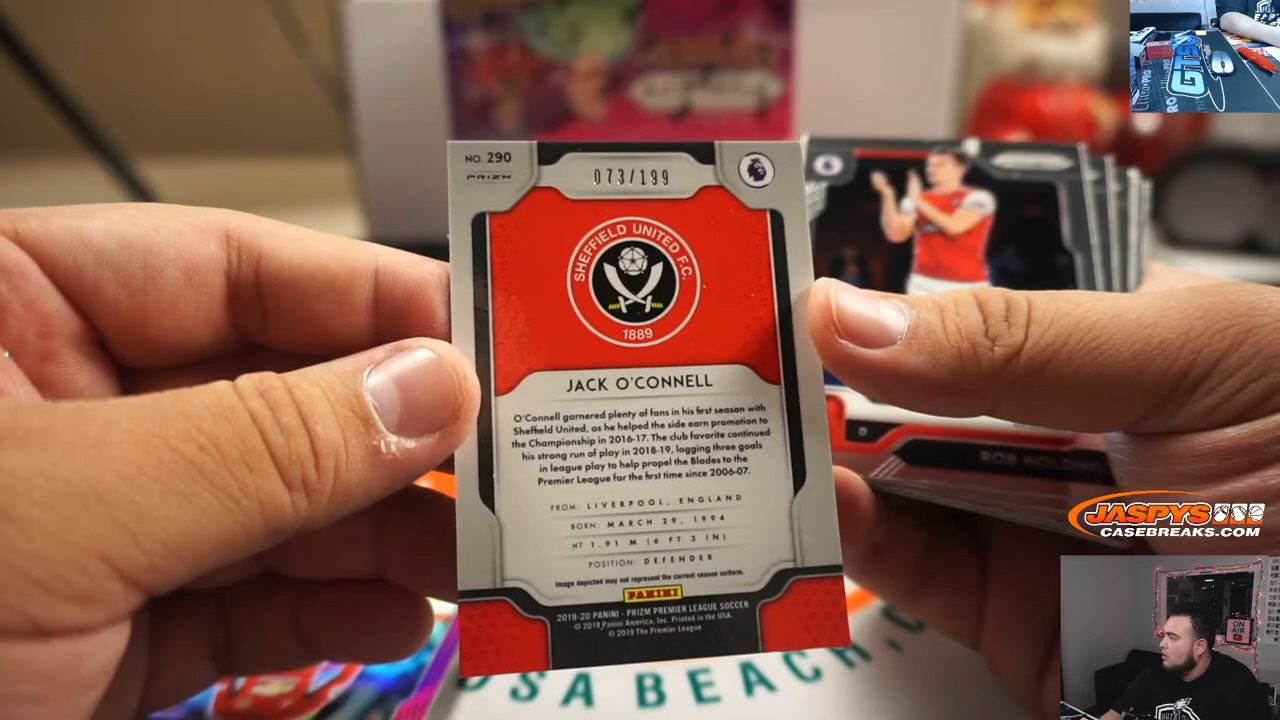 NO. 290
PRIZM
073/199
SHEFFIELD UNITED F.C.
1889
JACK O'CONNELL
O'Connell garnered plenty of fans in his first season with
Sheffield United, as he helped the side earn promotion to
the Championship in 2016-17. The club favorite continued
his strong run of play in 2018-19, logging three goals
in league play to help propel the Blades to the
Premier League for the first time since 2006-07.
FROM: LIVERPOOL, ENGLAND
BORN: MARCH 29, 1994
HT 1.91 M (6 FT 3 IN)
POSITION: DEFENDER
Image depicted may not represent the current season uniform.
PANINI
2019-20 PANINI - PRIZM PREMIER LEAGUE SOCCER
© 2019 Panini America, Inc. Printed in the USA.
© 2019 The Premier League
D
BEACH, C
JASPYS
CASEBREAKS.COM
ON
AIR